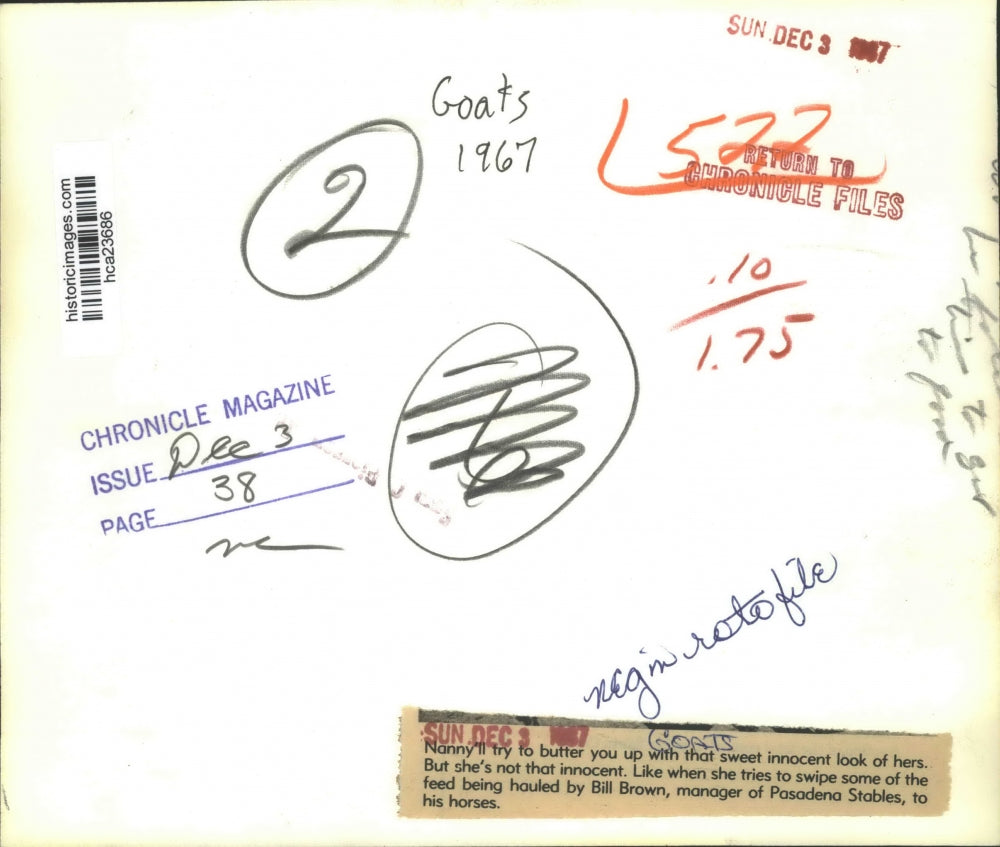 SUN. DEC 3 1967
Goats
1967
2
L522
RETURN TO
CHRONICLE FILES
historicimages.com
hca23686
.10
1.75
to
CHRONICLE MAGAZINE
ISSUE Dec 3
PAGE 38
neg in roto file
SUN. DEC 3 1967
GOATS
Nanny'll try to butter you up with that sweet innocent look of hers.
But she's not that innocent. Like when she tries to swipe some of the
feed being hauled by Bill Brown, manager of Pasadena Stables, to
his horses.